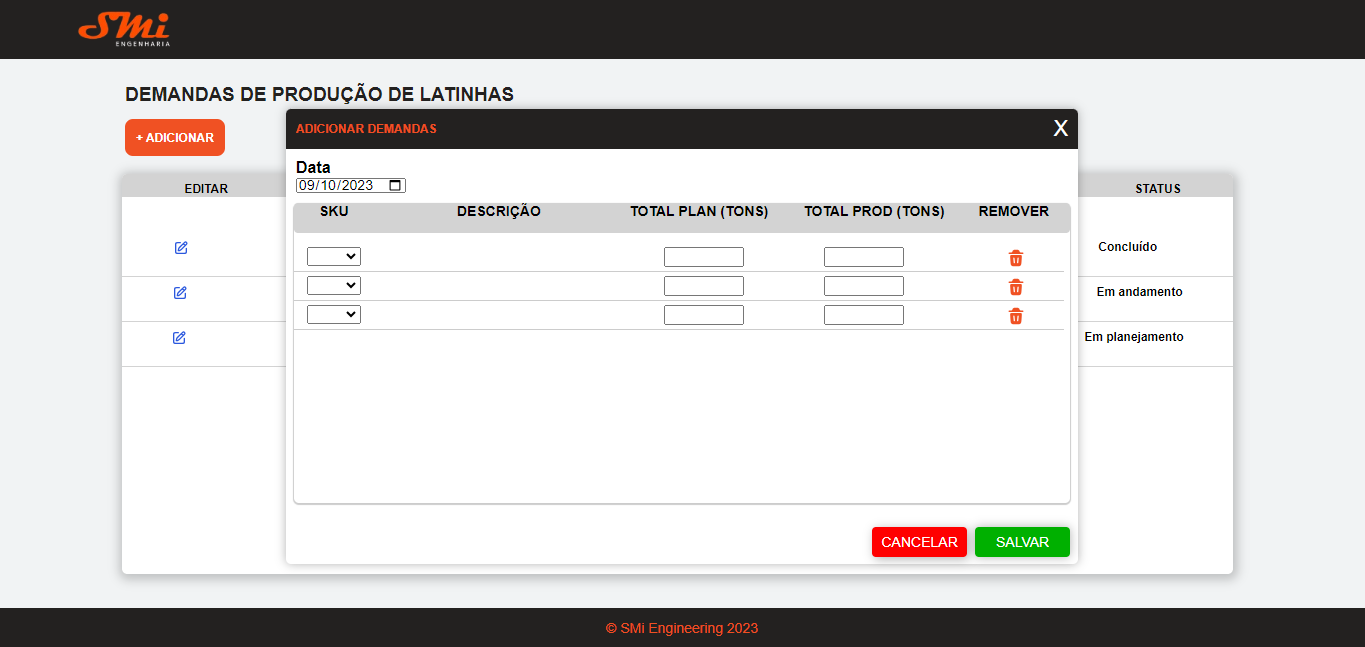 SMi
ENGENHARIA
DEMANDAS DE PRODUÇÃO DE LATINHAS
+ ADICIONAR
ADICIONAR DEMANDAS
X
Data
09/10/2023
EDITAR
STATUS
SKU DESCRIÇÃO TOTAL PLAN (TONS) TOTAL PROD (TONS) REMOVER
Concluído
Em andamento
Em planejamento
CANCELAR SALVAR
© SMi Engineering 2023